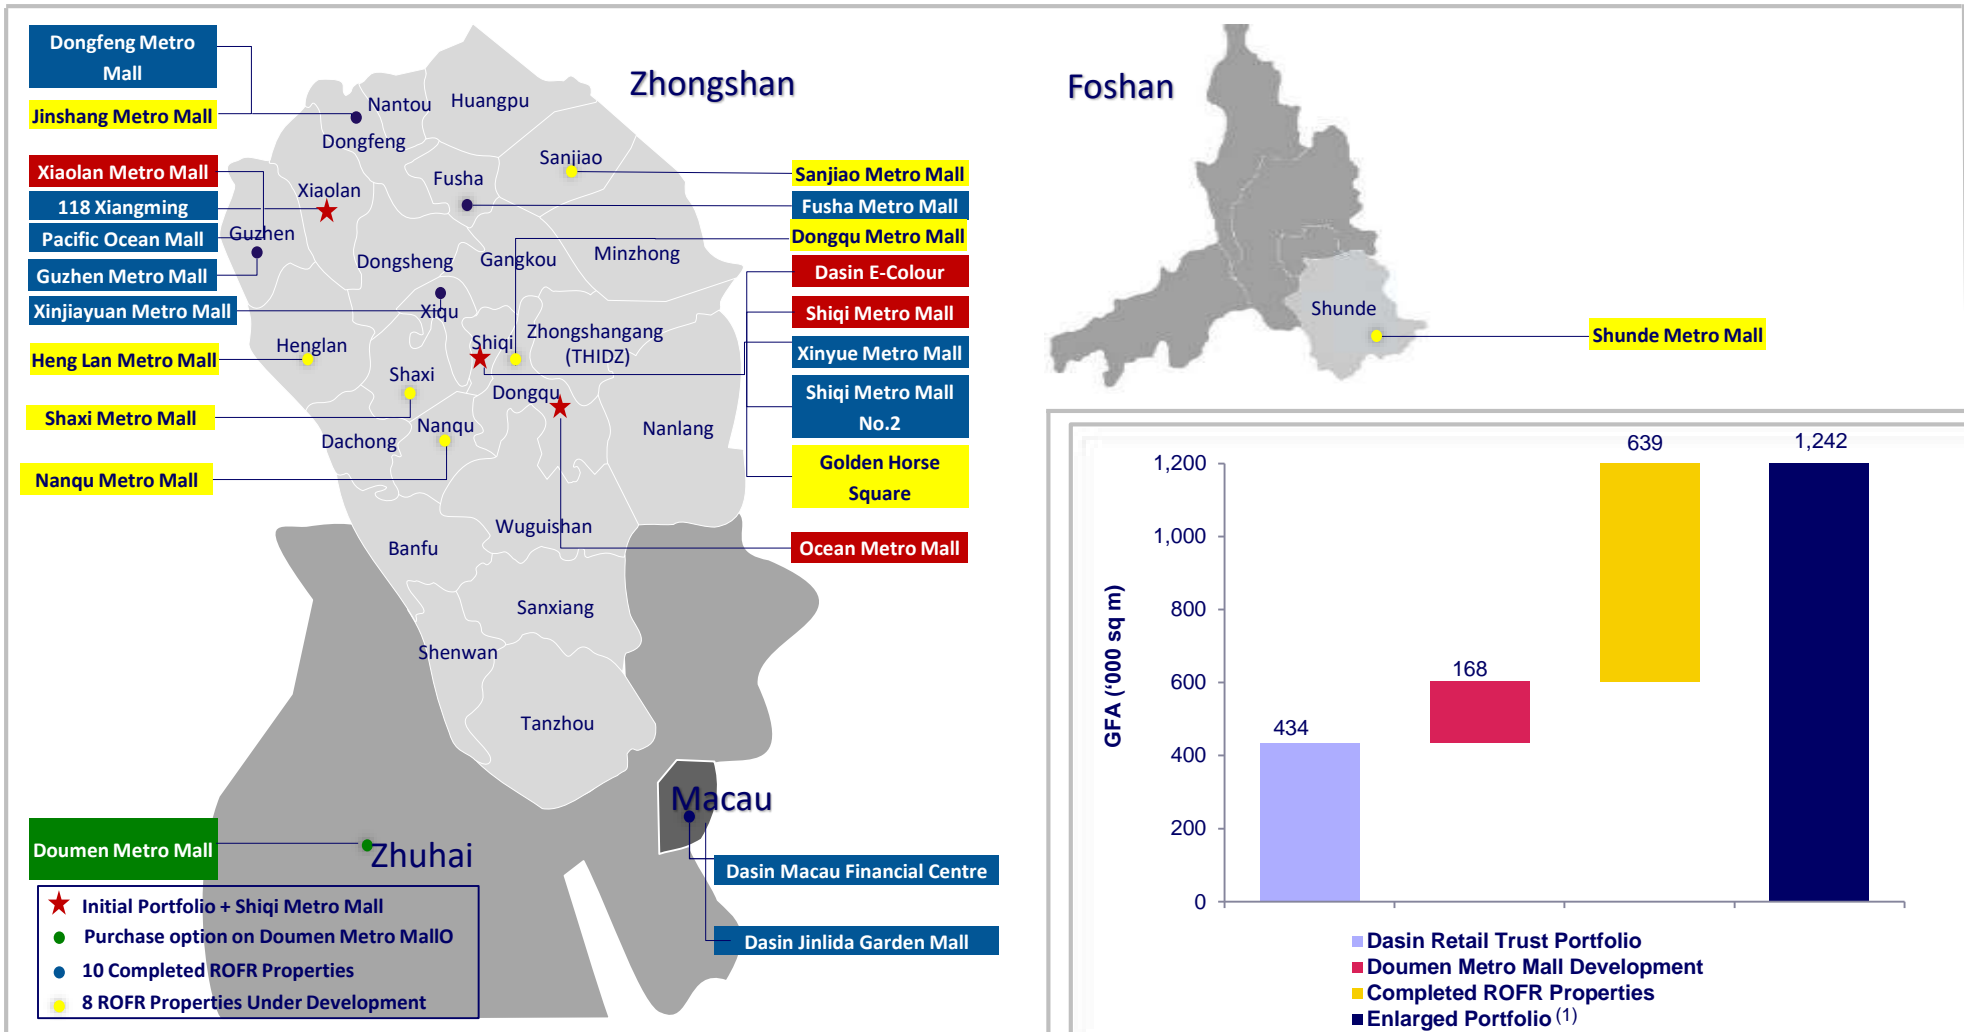 Dongfeng Metro
Mall
Jinshang Metro Mall
Xiaolan Metro Mall
118 Xiangming
Pacific Ocean Mall
Guzhen Metro Mall
Xinjiayuan Metro Mall
Heng Lan Metro Mall
Shaxi Metro Mall
Nanqu Metro Mall
Doumen Metro Mall
Zhongshan
Nantou
Huangpu
Dongfeng
Sanjiao
Fusha
Xiaolan
Guzhen
Dongsheng
Gangkou
Minzhong
Xiqu
Shiqi
Zhongshangang
(THIDZ)
Henglan
Shaxi
Dongqu
Nanqu
Dachong
Nanlang
Wuguishan
Banfu
Sanxiang
Shenwan
Tanzhou
Macau
Zhuhai
Sanjiao Metro Mall
Fusha Metro Mall
Dongqu Metro Mall
Dasin E-Colour
Shiqi Metro Mall
Xinyue Metro Mall
Shiqi Metro Mall
No.2
Golden Horse
Square
Ocean Metro Mall
Dasin Macau Financial Centre
Dasin Jinlida Garden Mall
Initial Portfolio + Shiqi Metro Mall
Purchase option on Doumen Metro MallO
10 Completed ROFR Properties
8 ROFR Properties Under Development
Foshan
Shunde
Shunde Metro Mall
GFA (‘000 sq m)
1,200
1,000
800
600
400
200
0
434
168
639
1,242
Dasin Retail Trust Portfolio
Doumen Metro Mall Development
Completed ROFR Properties
Enlarged Portfolio (1)